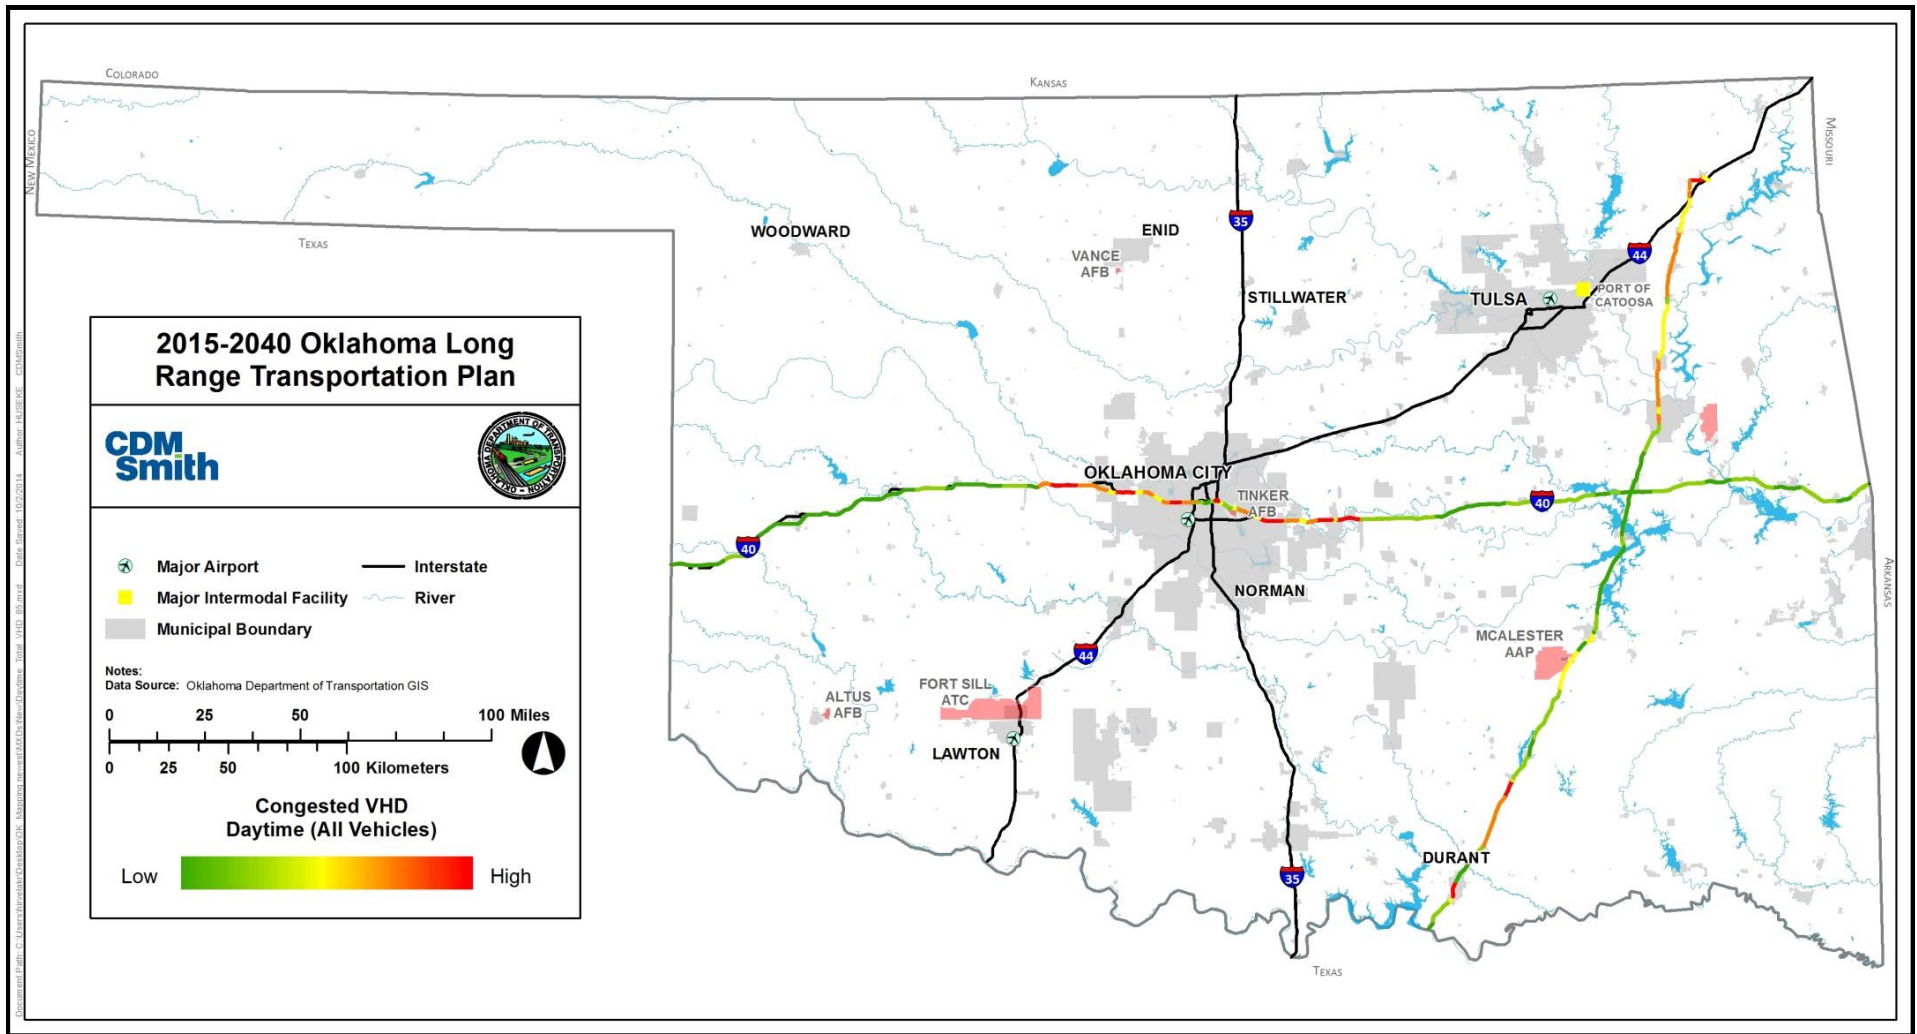 COLORADO
KANSAS
NEW MEXICO
MISSOURI
TEXAS
WOODWARD
ENID
VANCE
AFB
35
44
STILLWATER
TULSA
PORT OF
CATOOSA
2015-2040 Oklahoma Long
Range Transportation Plan
CDM
Smith
OKLAHOMA DEPARTMENT OF TRANSPORTATION
OKLAHOMA CITY
TINKER
AFB
40
40
Major Airport
Interstate
Major Intermodal Facility
River
Municipal Boundary
NORMAN
ARKANSAS
MCALESTER
AAP
44
Notes:
Data Source: Oklahoma Department of Transportation GIS
ALTUS
AFB
FORT SILL
ATC
0 25 50 100 Miles
0 25 50 100 Kilometers
LAWTON
Congested VHD
Daytime (All Vehicles)
Low
High
DURANT
35
TEXAS